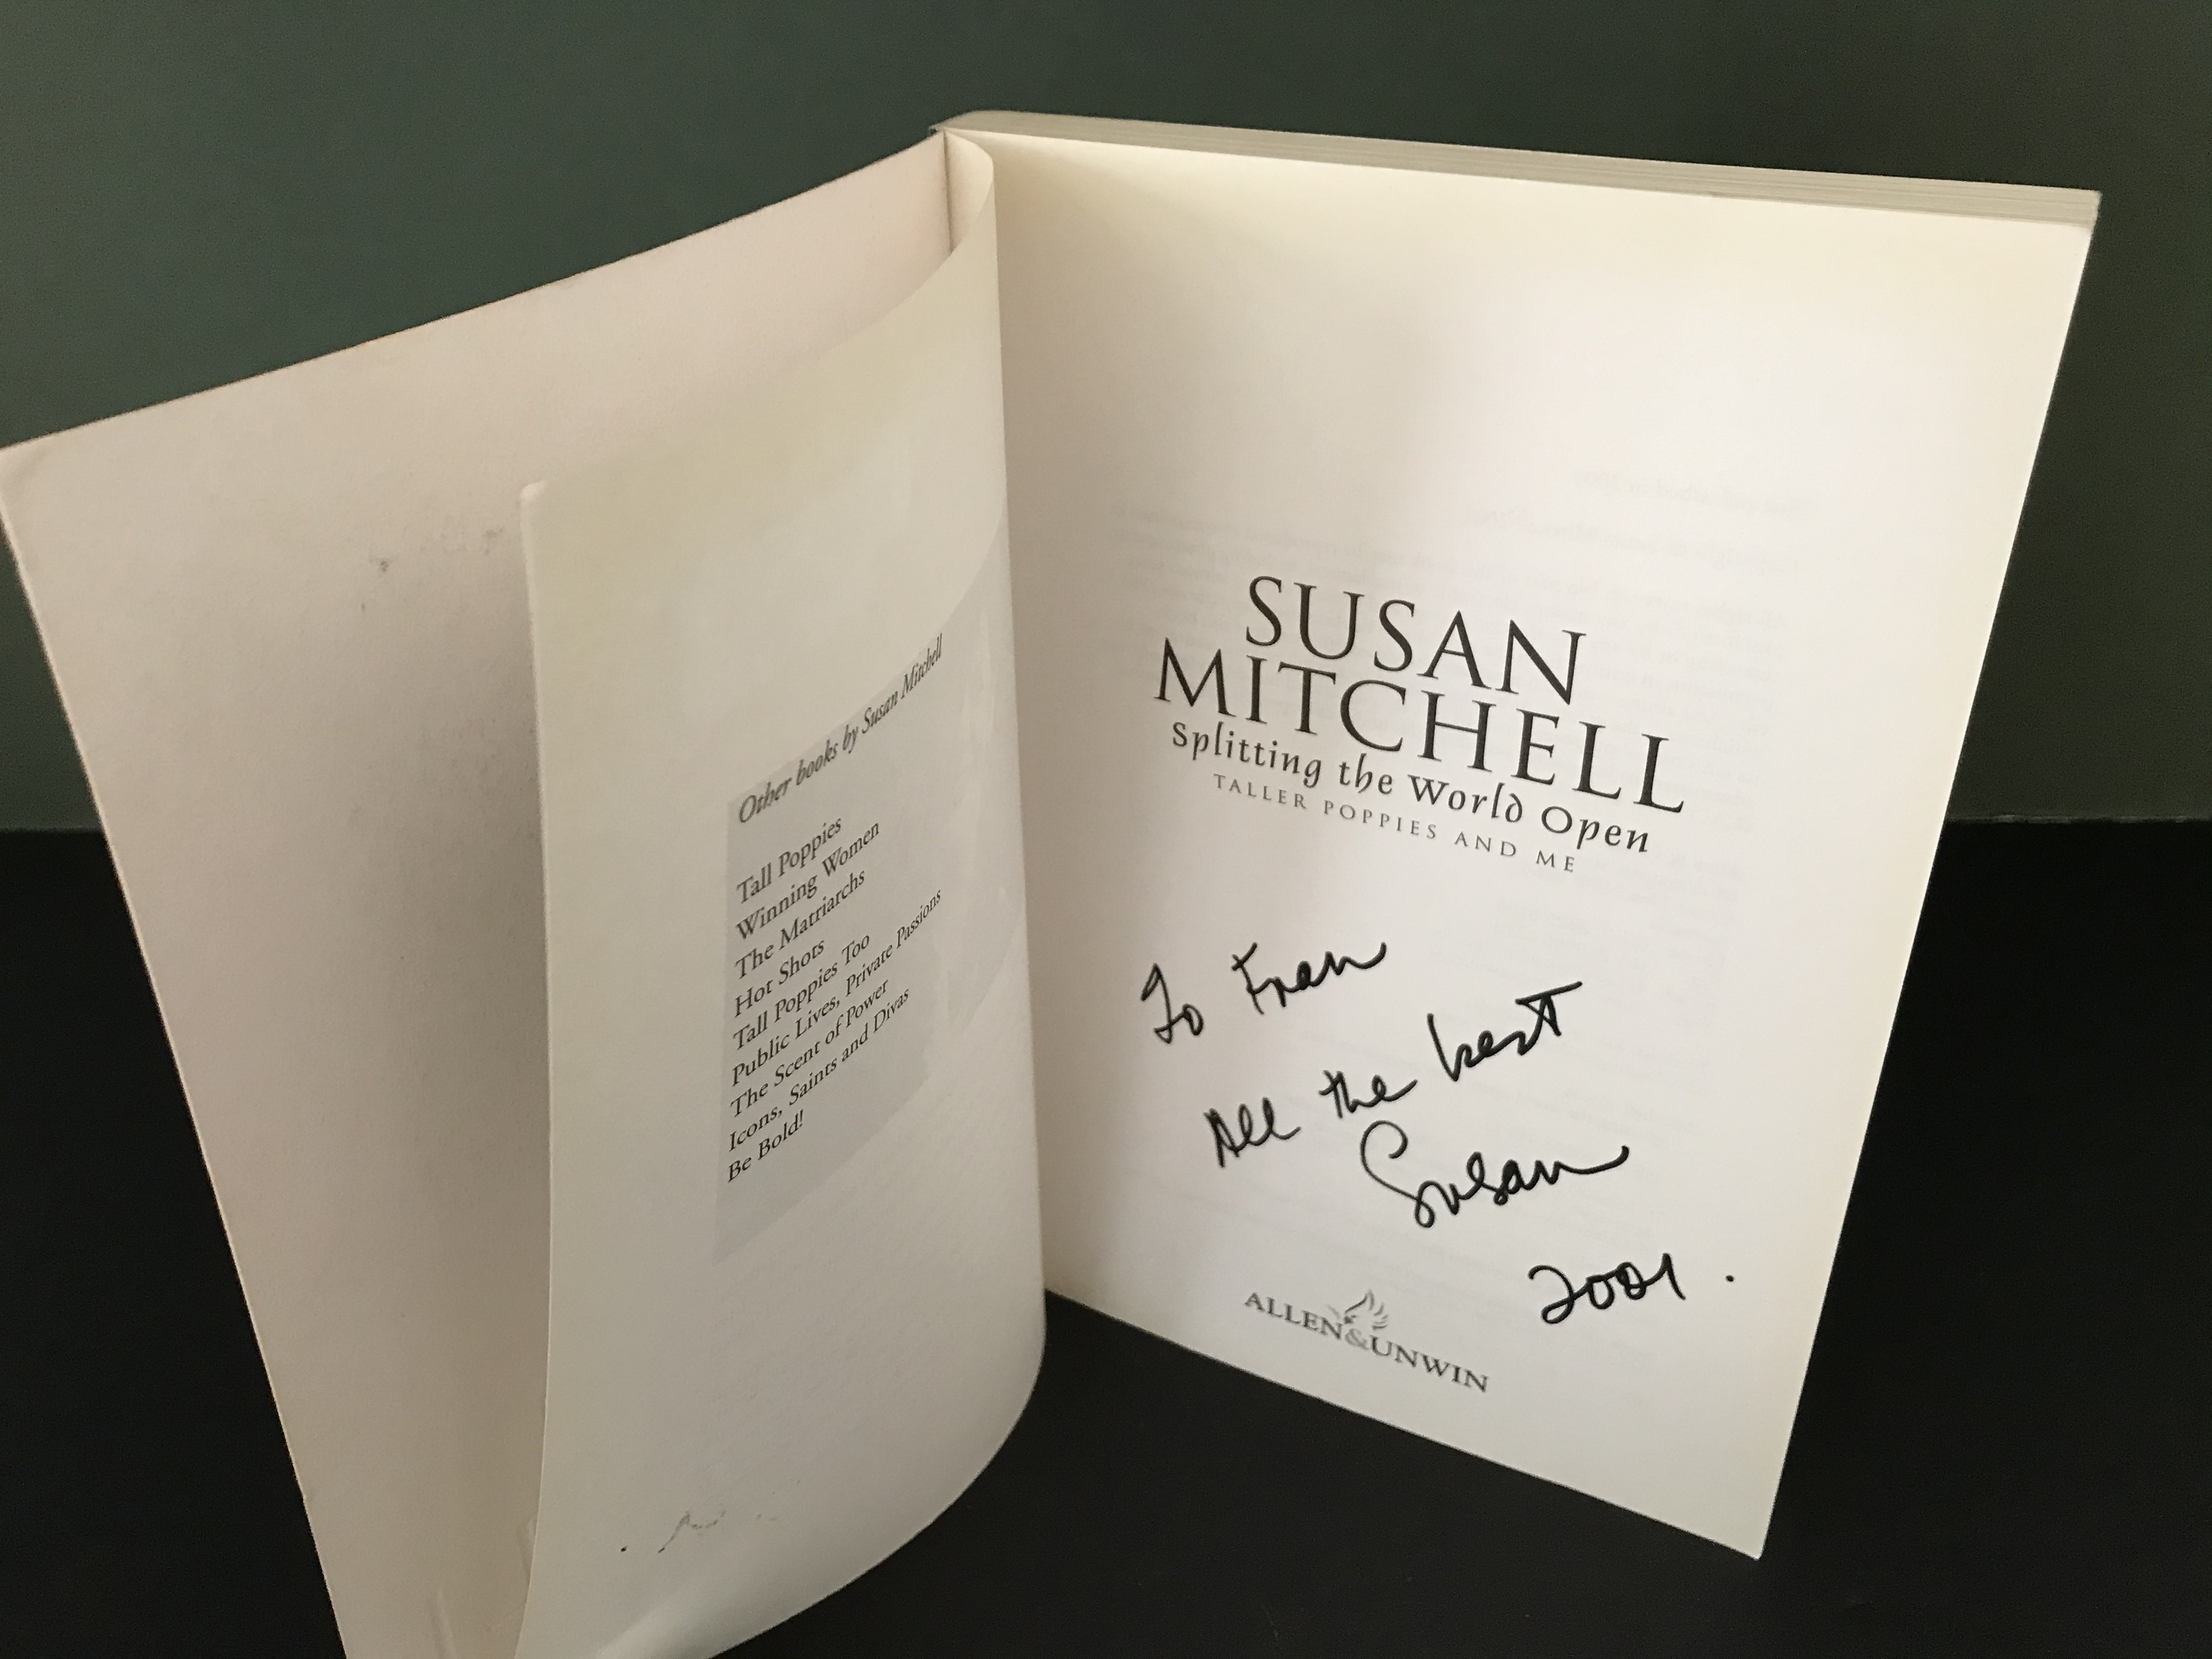 Other books by Susan Mitchell
Tall Poppies
Winning Women
The Matriarchs
Hot Shots
Tall Poppies Too
Public Lives, Private Passions
The Scent of Power
Icons, Saints and Divas
Be Bold!
SUSAN
MITCHELL
Splitting the World Open
TALLER POPPIES AND ME
To Fran
All the best
Susan
2001.
ALLEN&UNWIN